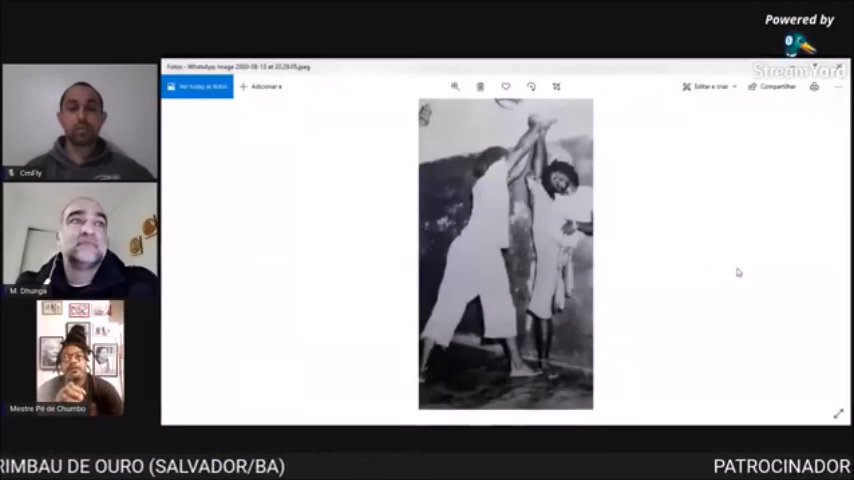 Powered by
StreamYard
Fotos - WhatsApp Image 2020-08-13 at 20.29.05.jpeg
Ver todas as fotos
Adicionar a
Editar e criar
Compartilhar
CmFly
M. Dhunga
Mestre Pé de Chumbo
RIMBAU DE OURO (SALVADOR/BA)
PATROCINADOR